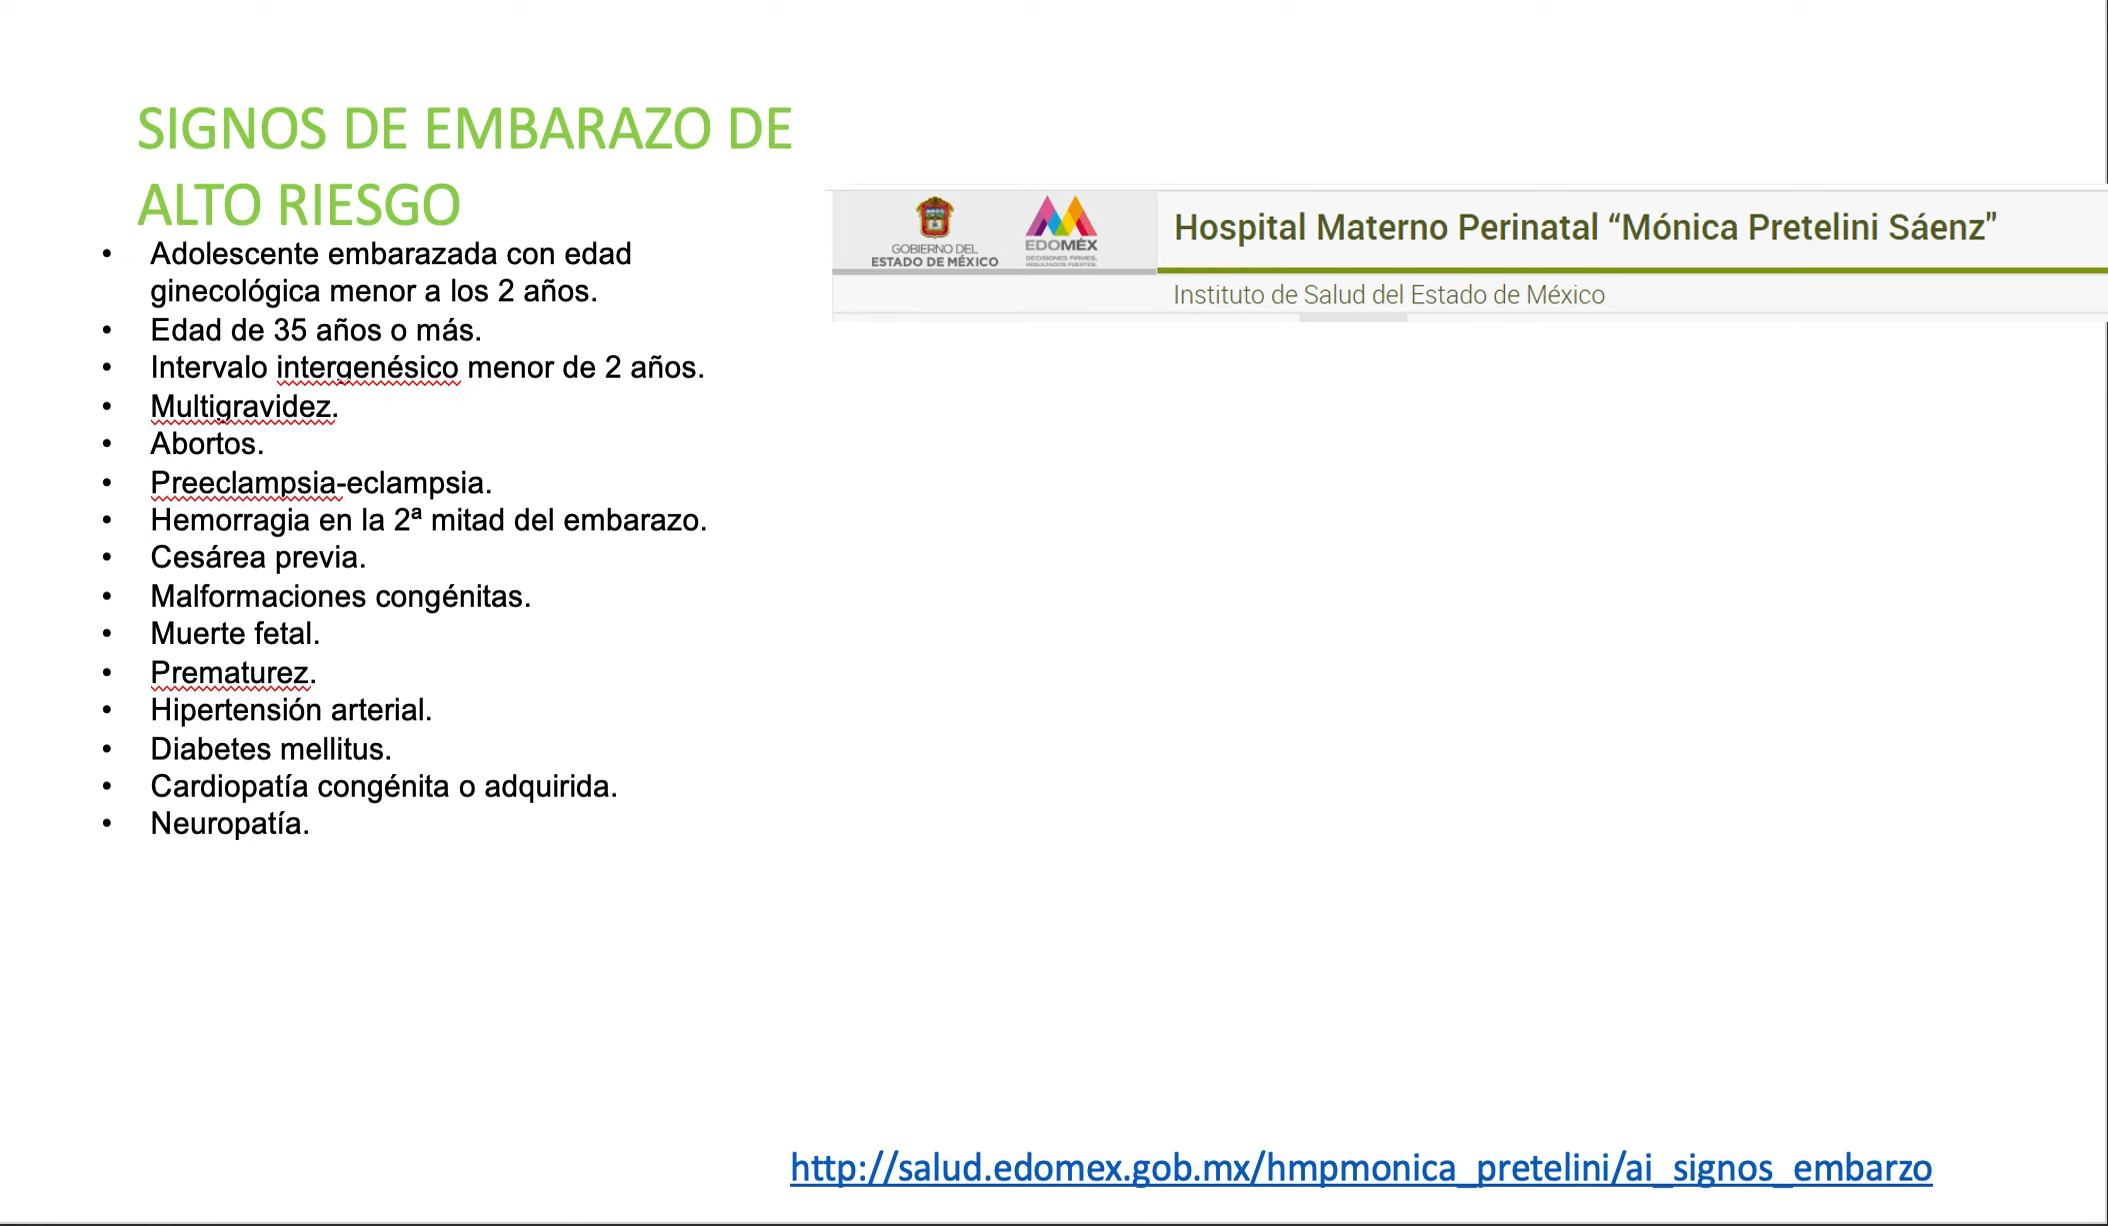 SIGNOS DE EMBARAZO DE
ALTO RIESGO
• Adolescente embarazada con edad
ginecológica menor a los 2 años.
• Edad de 35 años o más.
• Intervalo intergenésico menor de 2 años.
• Multigravidez.
• Abortos.
• Preeclampsia-eclampsia.
• Hemorragia en la 2ª mitad del embarazo.
• Cesárea previa.
• Malformaciones congénitas.
• Muerte fetal.
• Prematurez.
• Hipertensión arterial.
• Diabetes mellitus.
• Cardiopatía congénita o adquirida.
• Neuropatía.
GOBIERNO DEL
ESTADO DE MÉXICO
EDOMÉX
DECISIONES FIRMES,
RESULTADOS FUERTES.
Hospital Materno Perinatal “Mónica Pretelini Sáenz”
Instituto de Salud del Estado de México
http://salud.edomex.gob.mx/hmpmonica_pretelini/ai_signos_embarzo